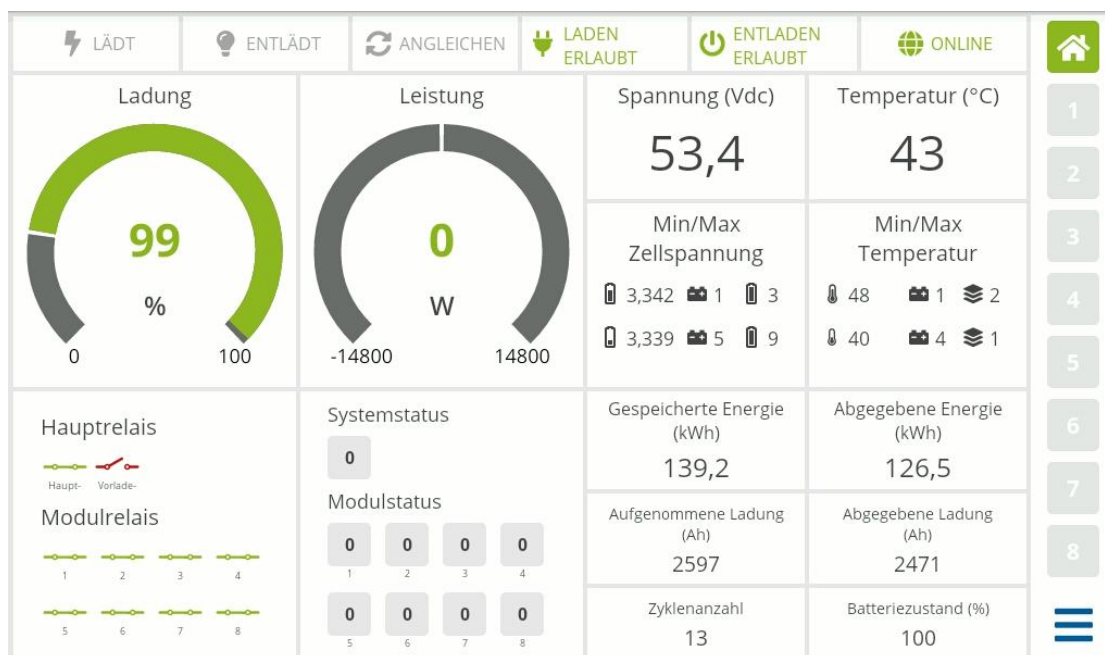 LÄDT
ENTLÄDT
ANGLEICHEN
LADEN
ERLAUBT
ENTLADEN
ERLAUBT
ONLINE
Ladung
99
%
0 100
Leistung
0
W
-14800 14800
Spannung (Vdc)
53,4
Temperatur (°C)
43
Min/Max
Zellspannung
3,342 1 3
3,339 5 9
Min/Max
Temperatur
48 1 2
40 4 1
Hauptrelais
Haupt- Vorlade-
Modulrelais
1 2 3 4
5 6 7 8
Systemstatus
0
Modulstatus
0 0 0 0
1 2 3 4
0 0 0 0
5 6 7 8
Gespeicherte Energie
(kWh)
139,2
Abgegebene Energie
(kWh)
126,5
Aufgenommene Ladung
(Ah)
2597
Abgegebene Ladung
(Ah)
2471
Zyklenanzahl
13
Batteriezustand (%)
100
1
2
3
4
5
6
7
8